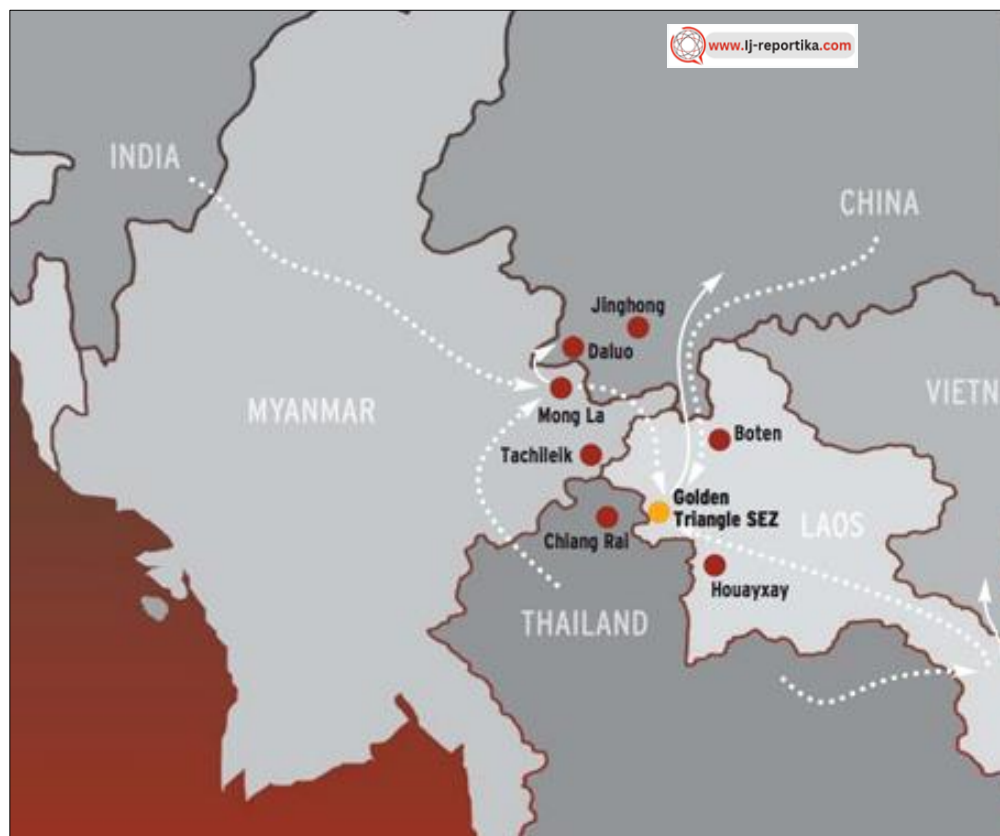 www.lj-reportika.com
INDIA
CHINA
Jinghong
Daluo
MYANMAR
Mong La
VIETN
Boten
Tachileik
Golden
Triangle SEZ
LAOS
Chiang Rai
Houayxay
THAILAND